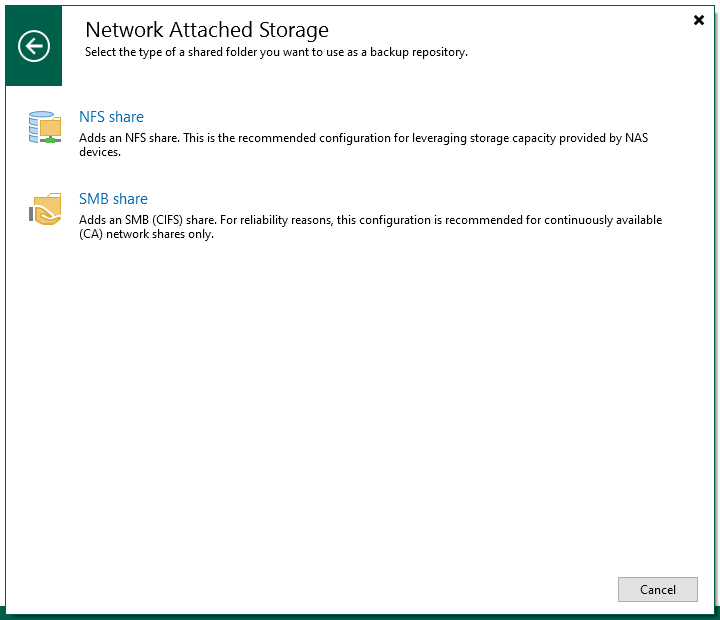 Network Attached Storage
Select the type of a shared folder you want to use as a backup repository.
NFS share
Adds an NFS share. This is the recommended configuration for leveraging storage capacity provided by NAS
devices.
SMB share
Adds an SMB (CIFS) share. For reliability reasons, this configuration is recommended for continuously available
(CA) network shares only.
Cancel